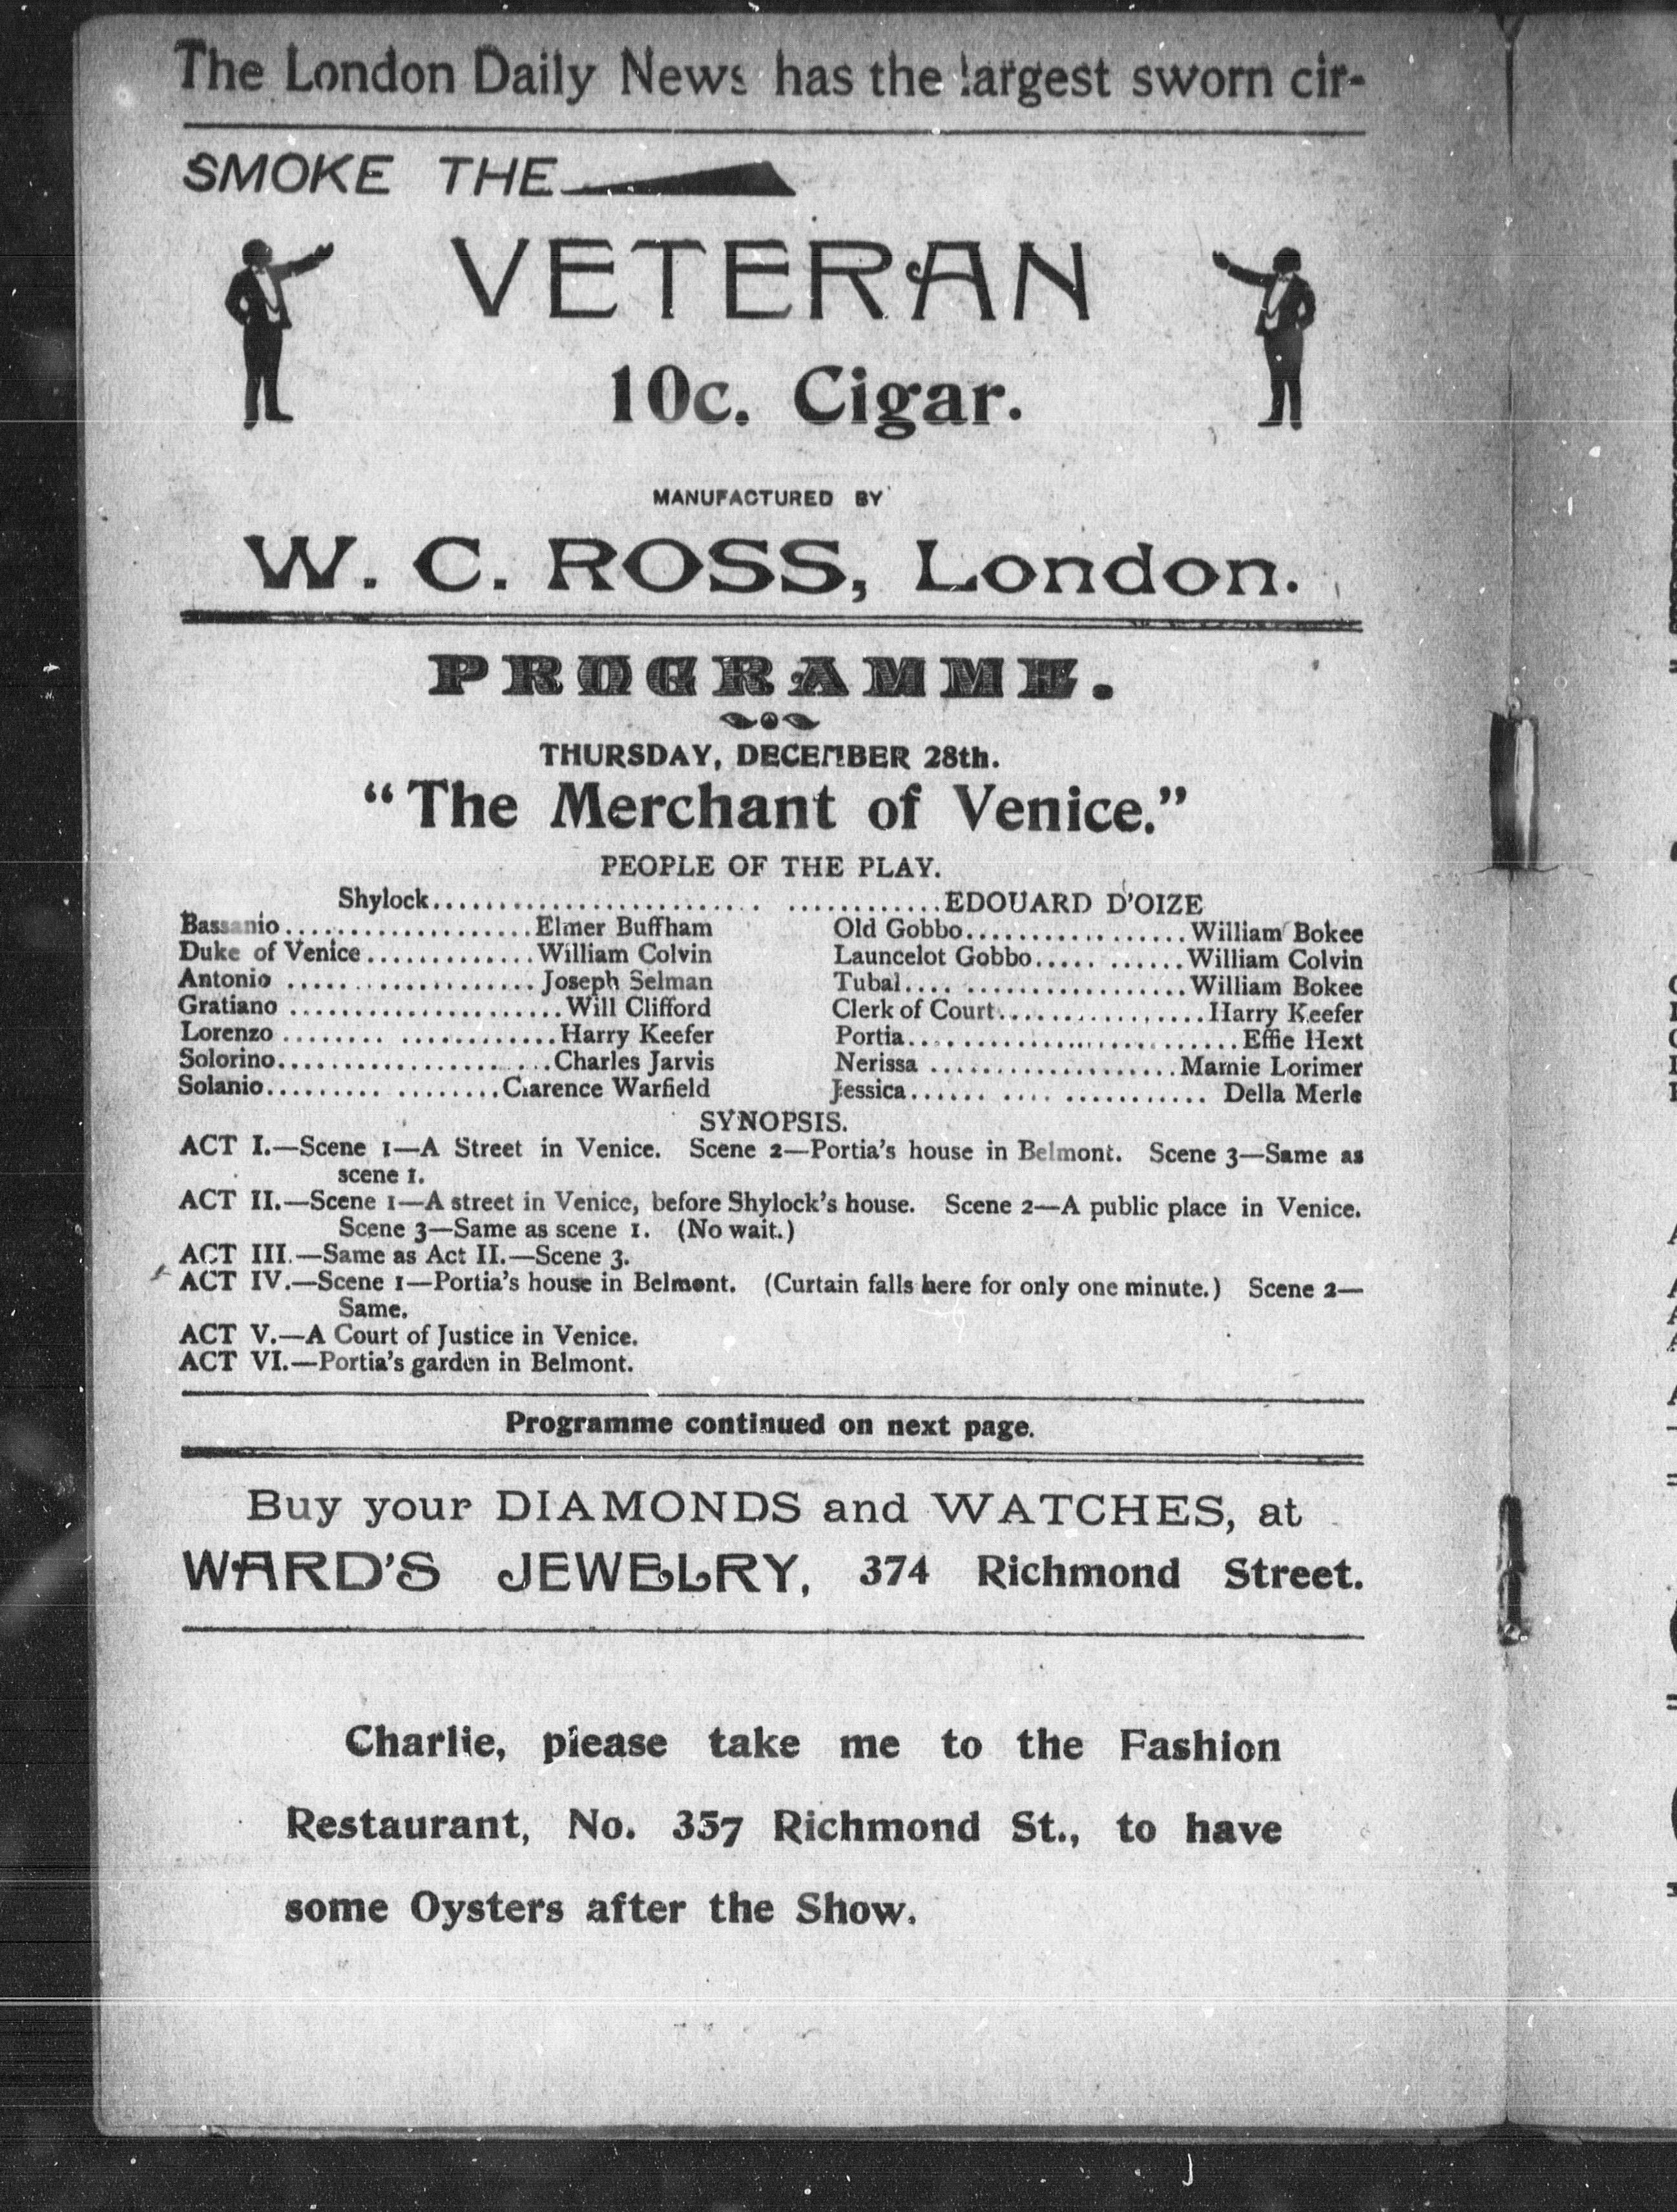 The London Daily News has the largest sworn cir-
SMOKE THE
VETERAN
10c. Cigar.
MANUFACTURED BY
W. C. ROSS, London.
PROGRAMME.
THURSDAY, DECEMBER 28th.
"The Merchant of Venice."
PEOPLE OF THE PLAY.
Shylock.......................... ............EDOUARD D'OIZE
Bassanio...................Elmer Buffham
Duke of Venice.............William Colvin
Antonio ...................Joseph Selman
Gratiano .....................Will Clifford
Lorenzo ........ ............Harry Keefer
Solorino.....................Charles Jarvis
Solanio......... ........Clarence Warfield
Old Gobbo.................William Bokee
Launcelot Gobbo..... ......William Colvin
Tubal.... .................William Bokee
Clerk of Court................Harry Keefer
Portia..........................Effie Hext
Nerissa ...................Mamie Lorimer
Jessica...... .... ........... Della Merle
SYNOPSIS.
ACT I.—Scene 1—A Street in Venice. Scene 2—Portia's house in Belmont. Scene 3—Same as
scene 1.
ACT II.—Scene 1—A street in Venice, before Shylock's house. Scene 2—A public place in Venice.
Scene 3—Same as scene 1. (No wait.)
ACT III.—Same as Act II.—Scene 3.
ACT IV.—Scene 1—Portia's house in Belmont. (Curtain falls here for only one minute.) Scene 2—
Same.
ACT V.—A Court of Justice in Venice.
ACT VI.—Portia's garden in Belmont.
Programme continued on next page.
Buy your DIAMONDS and WATCHES, at
WARD'S JEWELRY, 374 Richmond Street.
Charlie, please take me to the Fashion
Restaurant, No. 357 Richmond St., to have
some Oysters after the Show.